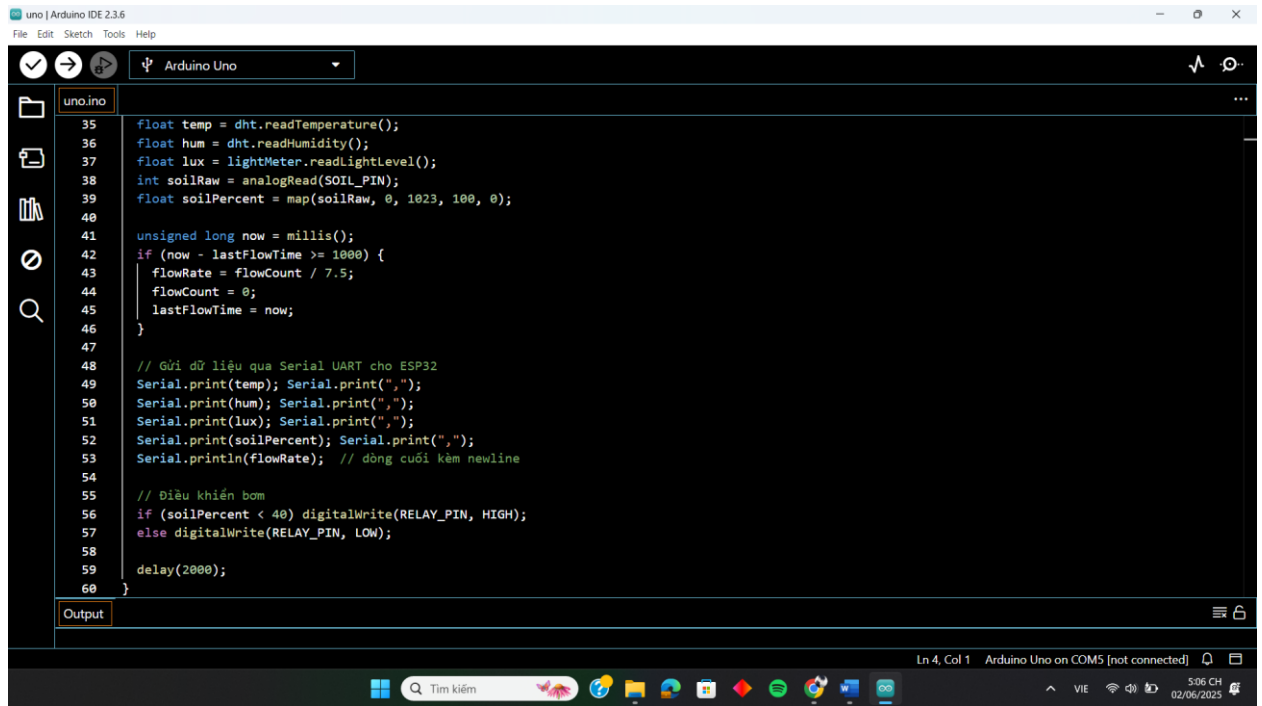 uno | Arduino IDE 2.3.6
File Edit Sketch Tools Help
Arduino Uno
uno.ino
35 float temp = dht.readTemperature();
36 float hum = dht.readHumidity();
37 float lux = lightMeter.readLightLevel();
38 int soilRaw = analogRead(SOIL_PIN);
39 float soilPercent = map(soilRaw, 0, 1023, 100, 0);
40
41 unsigned long now = millis();
42 if (now - lastFlowTime >= 1000) {
43 flowRate = flowCount / 7.5;
44 flowCount = 0;
45 lastFlowTime = now;
46 }
47
48 // Gửi dữ liệu qua Serial UART cho ESP32
49 Serial.print(temp); Serial.print(",");
50 Serial.print(hum); Serial.print(",");
51 Serial.print(lux); Serial.print(",");
52 Serial.print(soilPercent); Serial.print(",");
53 Serial.println(flowRate); // dòng cuối kèm newline
54
55 // Điều khiển bơm
56 if (soilPercent < 40) digitalWrite(RELAY_PIN, HIGH);
57 else digitalWrite(RELAY_PIN, LOW);
58
59 delay(2000);
60 }
Output
Ln 4, Col 1 Arduino Uno on COM5 [not connected]
Tìm kiếm
VIE
5:06 CH
02/06/2025